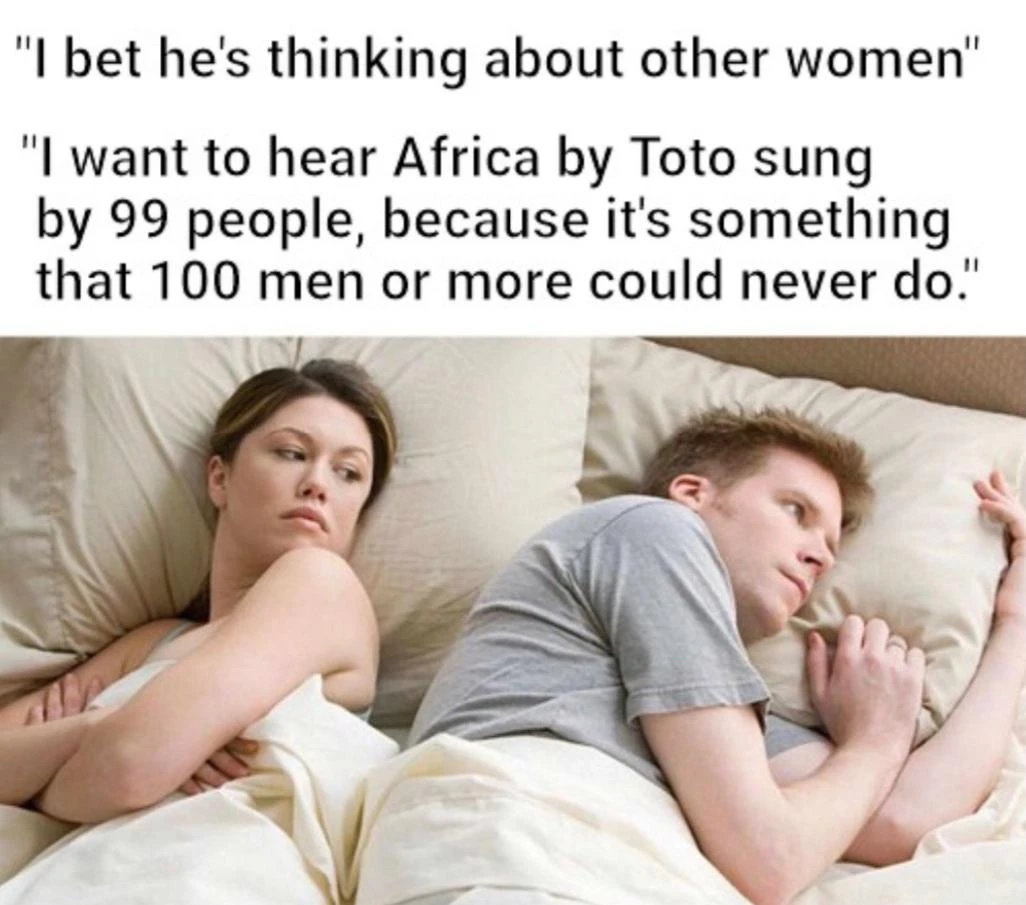 "I bet he's thinking about other women"
"I want to hear Africa by Toto sung
by 99 people, because it's something
that 100 men or more could never do."